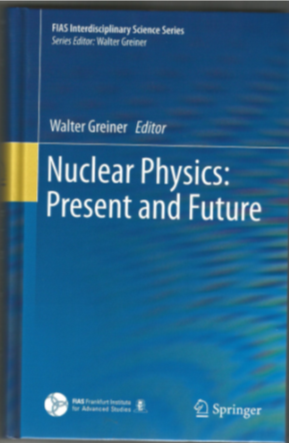 FIAS Interdisciplinary Science Series
Series Editor: Walter Greiner
Walter Greiner Editor
Nuclear Physics:
Present and Future
FIAS Frankfurt Institute
for Advanced Studies
Springer